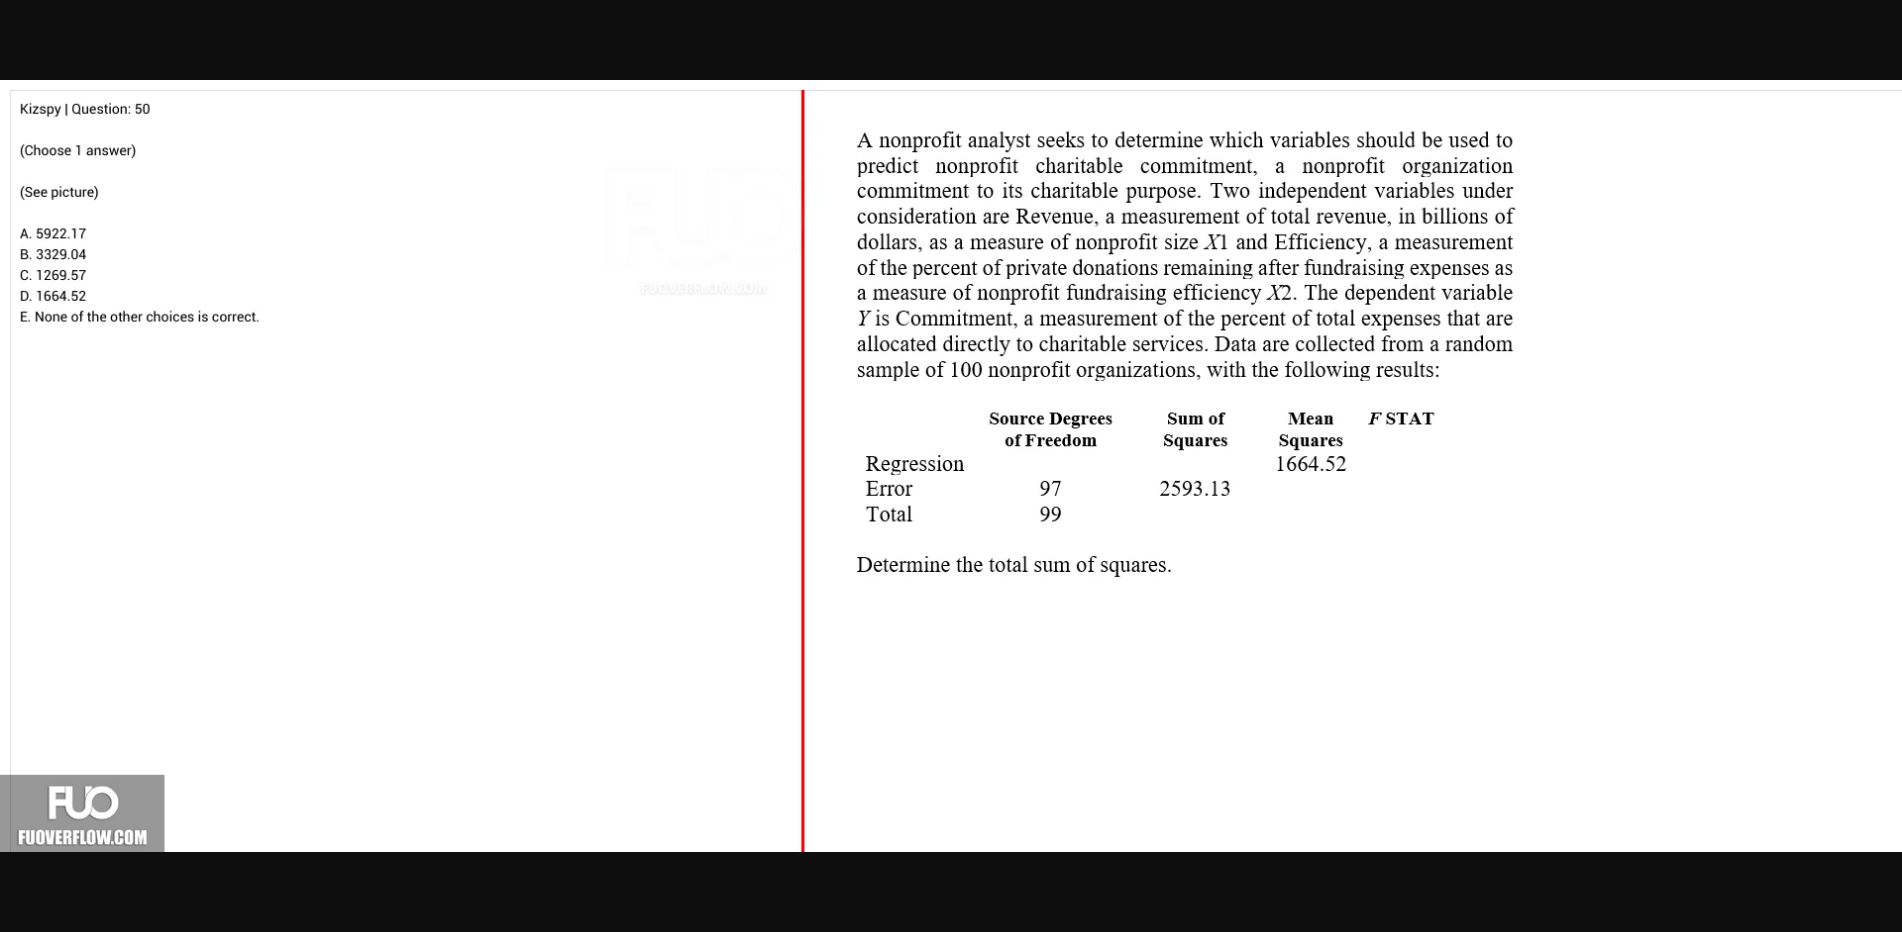 Kizspy | Question: 50
(Choose 1 answer)
(See picture)
A. 5922.17
B. 3329.04
C. 1269.57
D. 1664.52
E. None of the other choices is correct.
FUO
FUOVERFLOW.COM
A nonprofit analyst seeks to determine which variables should be used to
predict nonprofit charitable commitment, a nonprofit organization
commitment to its charitable purpose. Two independent variables under
consideration are Revenue, a measurement of total revenue, in billions of
dollars, as a measure of nonprofit size X1 and Efficiency, a measurement
of the percent of private donations remaining after fundraising expenses as
a measure of nonprofit fundraising efficiency X2. The dependent variable
Y is Commitment, a measurement of the percent of total expenses that are
allocated directly to charitable services. Data are collected from a random
sample of 100 nonprofit organizations, with the following results:
Source Degrees Sum of Mean F STAT
of Freedom Squares Squares
Regression 1664.52
Error 97 2593.13
Total 99
Determine the total sum of squares.
FUO
FUOVERFLOW.COM